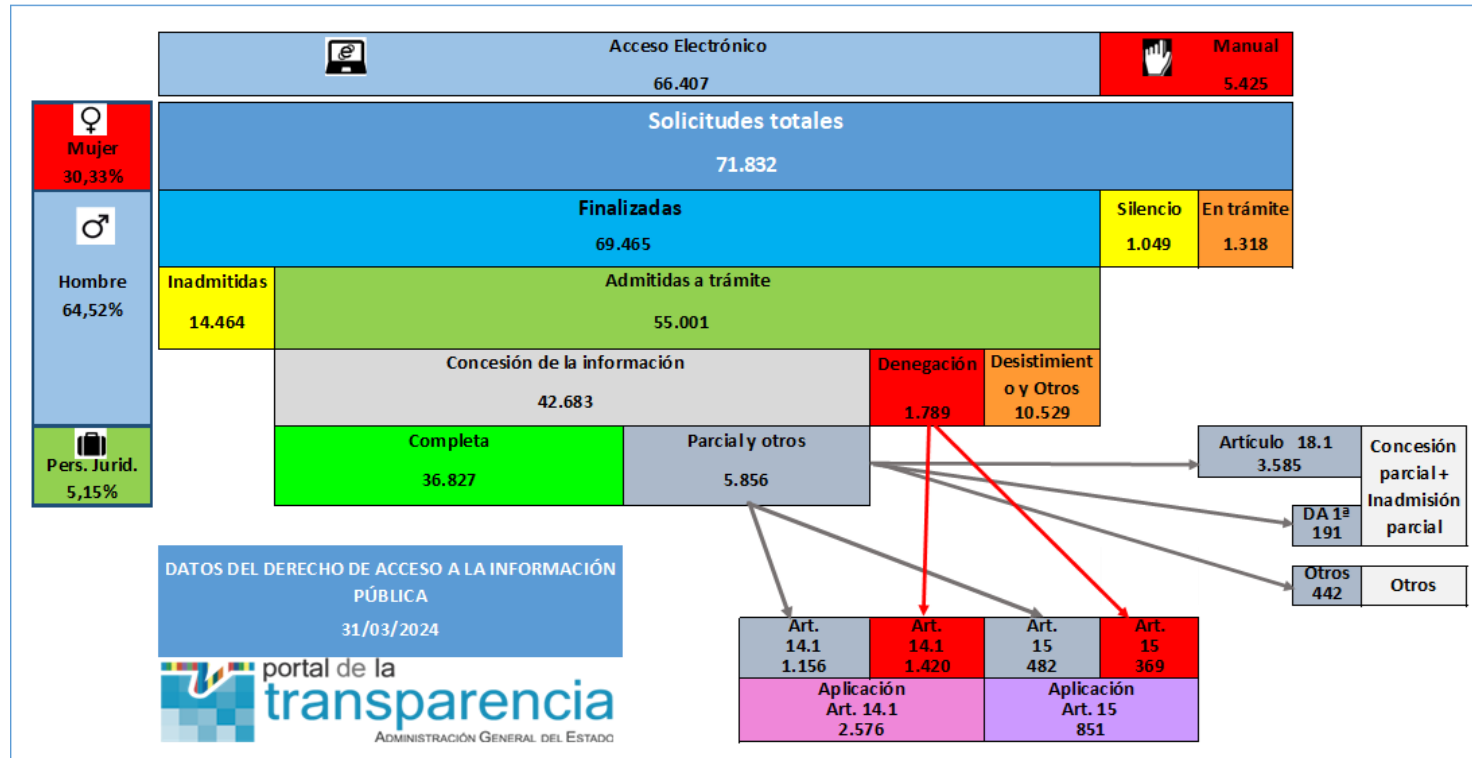 Acceso Electrónico
66.407
Manual
5.425
Mujer
30,33%
Hombre
64,52%
Pers. Jurid.
5,15%
Solicitudes totales
71.832
Finalizadas
69.465
Silencio
1.049
En trámite
1.318
Inadmitidas
14.464
Admitidas a trámite
55.001
Concesión de la información
42.683
Denegación
1.789
Desistimient
o y Otros
10.529
Completa
36.827
Parcial y otros
5.856
Artículo 18.1
3.585
DA 1ª
191
Concesión
parcial +
Inadmisión
parcial
Otros
442
Otros
DATOS DEL DERECHO DE ACCESO A LA INFORMACIÓN
PÚBLICA
31/03/2024
portal de la
transparencia
ADMINISTRACIÓN GENERAL DEL ESTADO
Art.
14.1
1.156
Art.
14.1
1.420
Art.
15
482
Art.
15
369
Aplicación
Art. 14.1
2.576
Aplicación
Art. 15
851